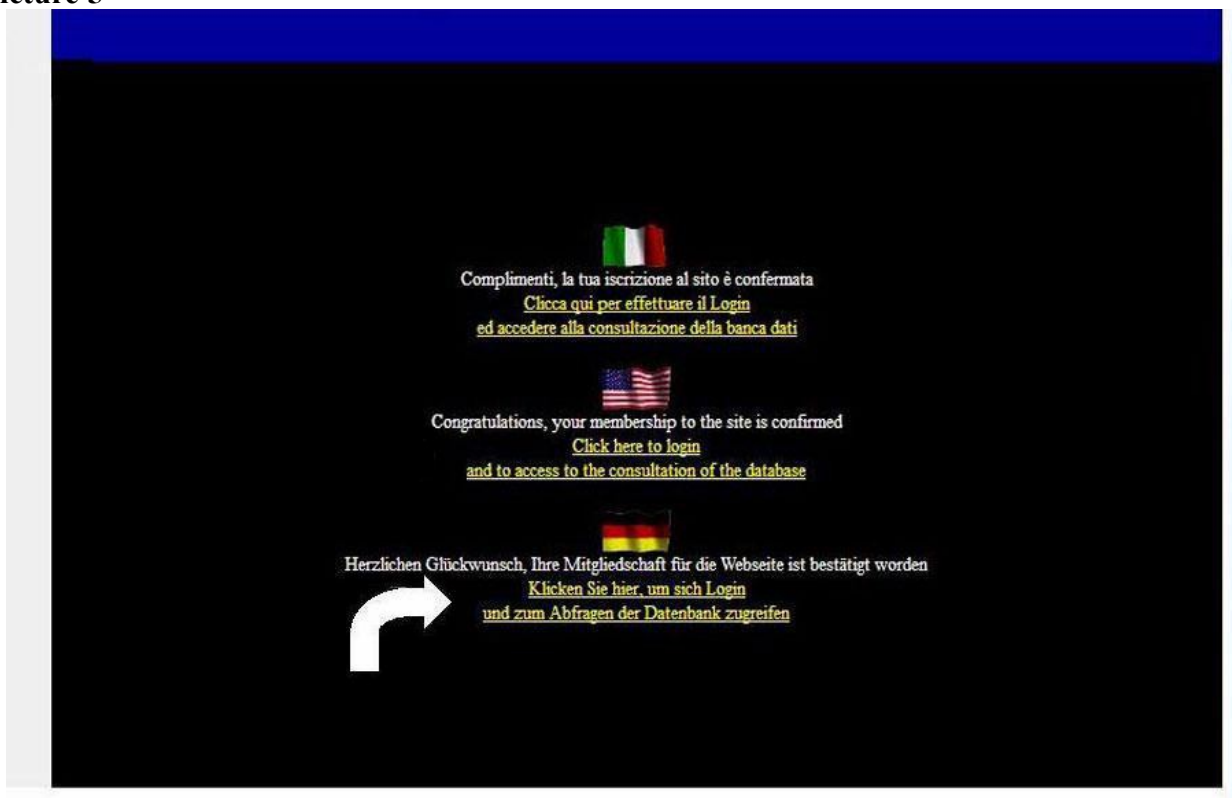 Complimenti, la tua iscrizione al sito è confermata
Clicca qui per effettuare il Login
ed accedere alla consultazione della banca dati
Congratulations, your membership to the site is confirmed
Click here to login
and to access to the consultation of the database
Herzlichen Glückwunsch, Ihre Mitgliedschaft für die Webseite ist bestätigt worden
Klicken Sie hier, um sich Login
und zum Abfragen der Datenbank zugreifen